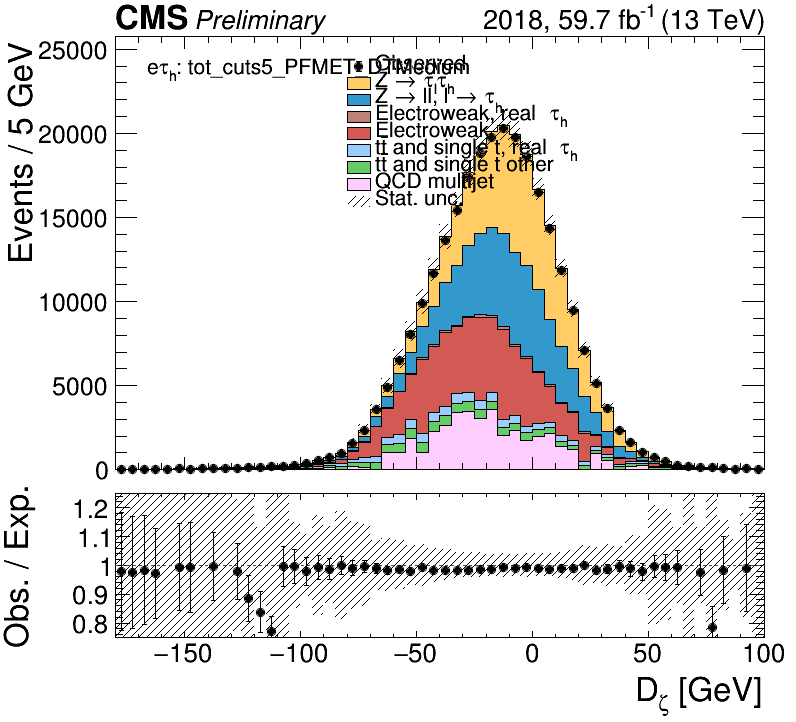 CMS Preliminary 2018, 59.7 fb⁻¹ (13 TeV)
Events / 5 GeV
25000
20000
15000
10000
5000
0
eτh: tot_cuts5_PFMET_DTMedium
Observed
Z → τlτh
Z → ll, l → τh
Electroweak, real τh
Electroweak
tt and single t, real τh
tt and single t other
QCD multijet
Stat. unc.
Obs. / Exp.
1.2
1.1
1
0.9
0.8
−150 −100 −50 0 50 100
Dζ [GeV]